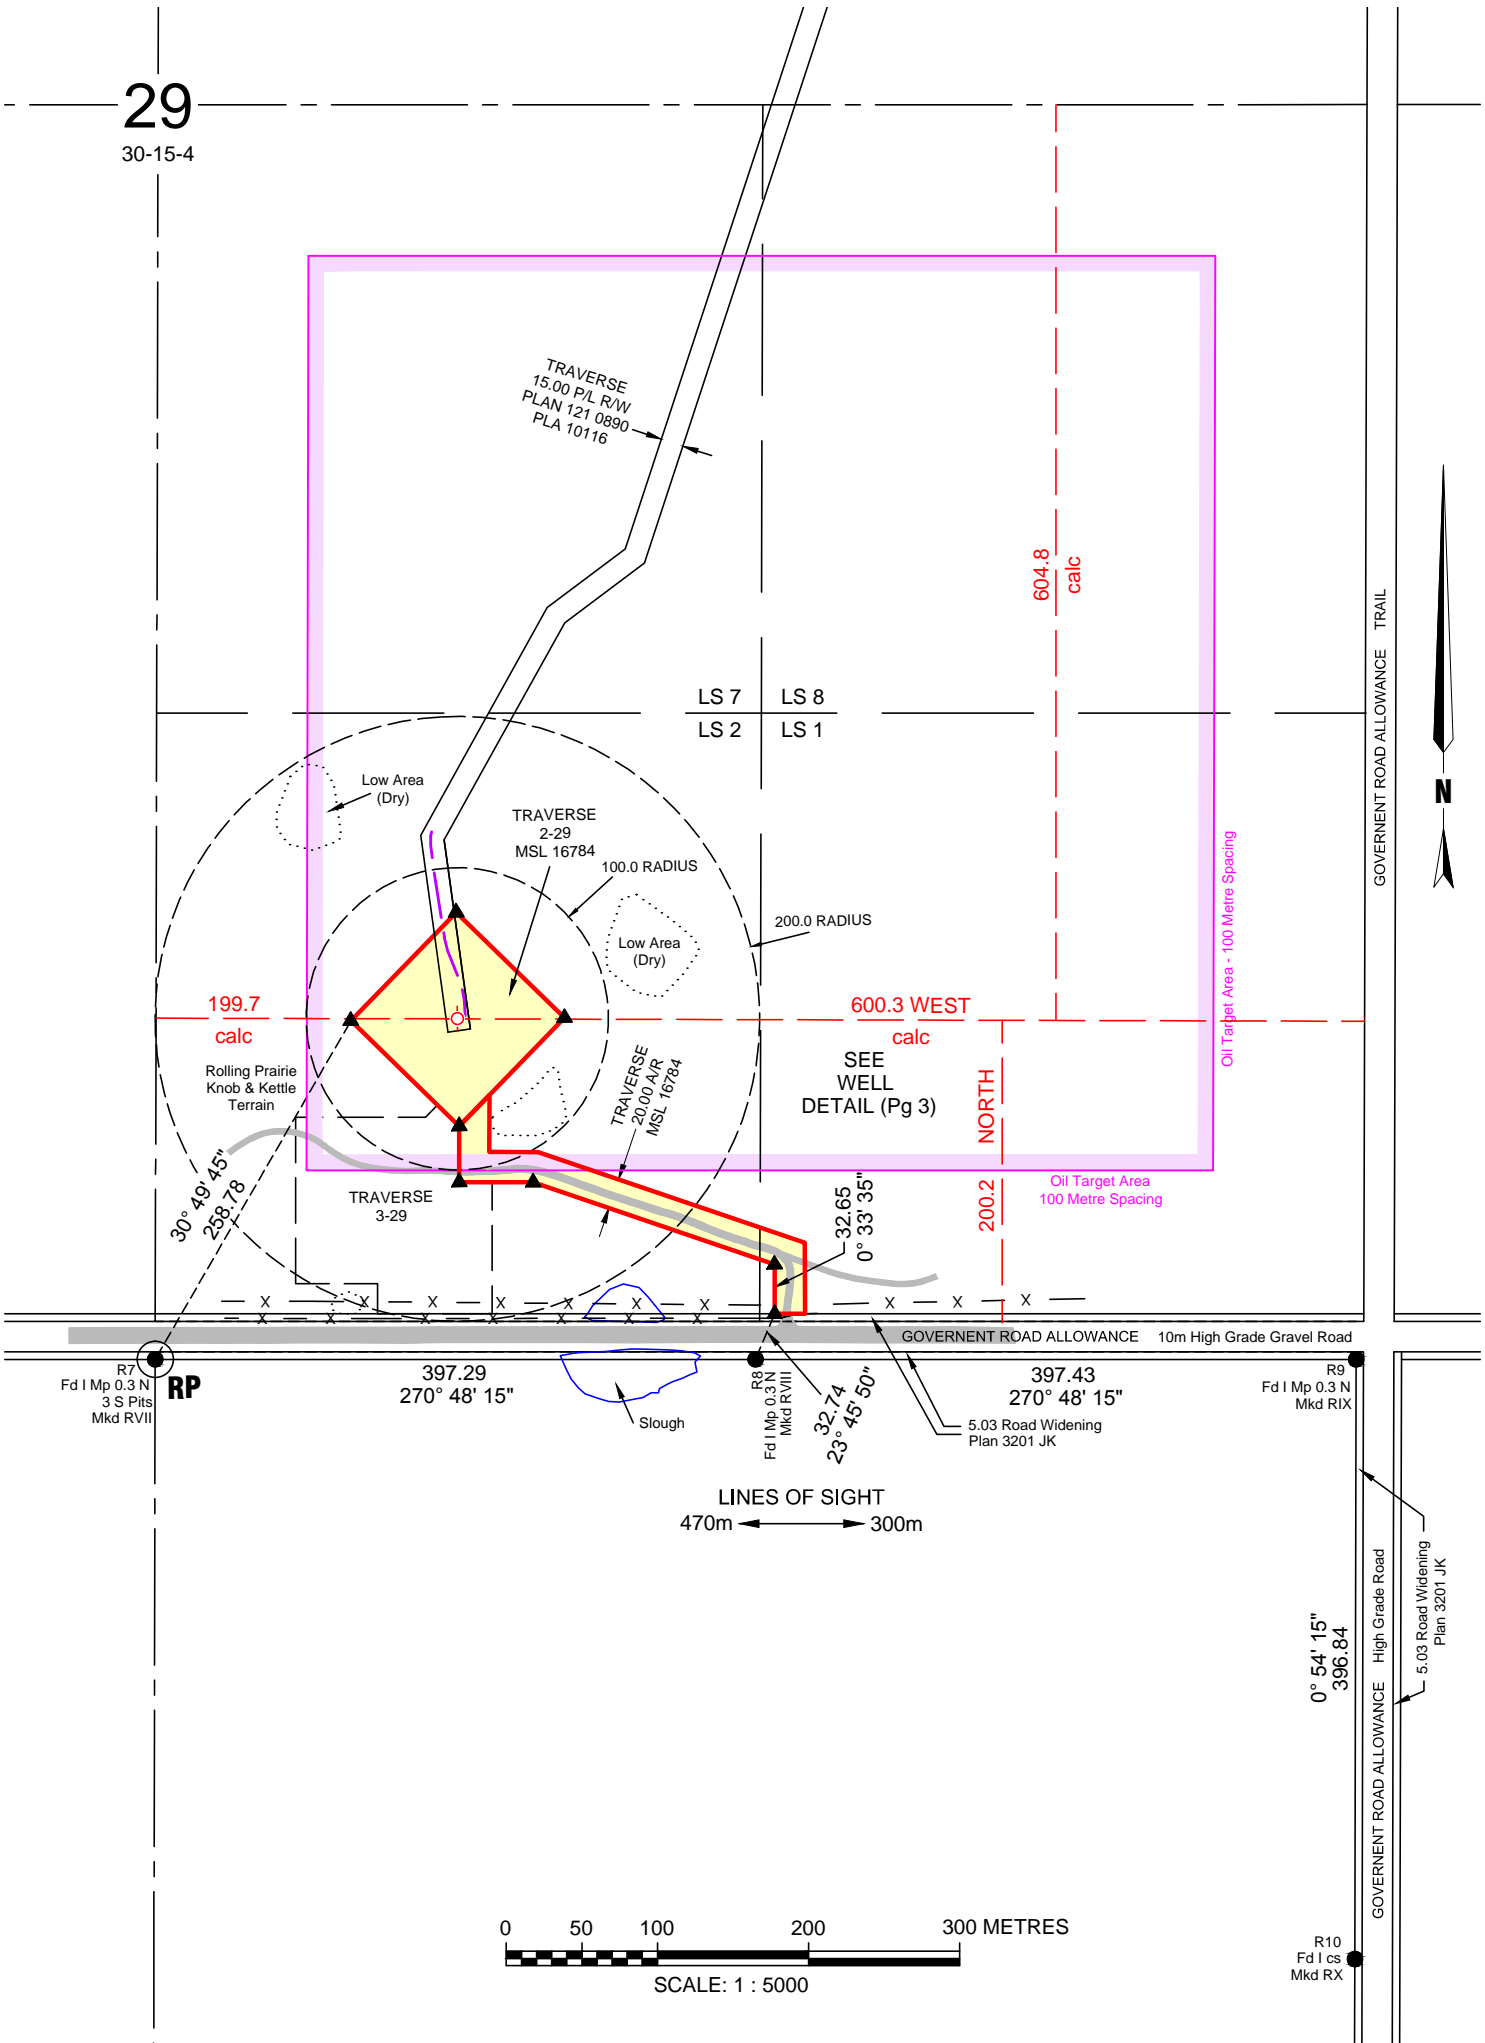 29
30-15-4
TRAVERSE
15.00 P/L R/W
PLAN 121 0890
PLA 10116
604.8
calc
GOVERNENT ROAD ALLOWANCE TRAIL
LS 7
LS 8
LS 2
LS 1
N
Low Area
(Dry)
TRAVERSE
2-29
MSL 16784
100.0 RADIUS
Low Area
(Dry)
200.0 RADIUS
Oil Target Area - 100 Metre Spacing
199.7
calc
600.3 WEST
calc
Rolling Prairie
Knob & Kettle
Terrain
TRAVERSE
20.00 A/R
MSL 16784
SEE
WELL
DETAIL (Pg 3)
200.2 NORTH
30° 49' 45"
258.78
TRAVERSE
3-29
32.65
0° 33' 35"
Oil Target Area
100 Metre Spacing
X X X X X X X X X
X X X X X X
GOVERNENT ROAD ALLOWANCE 10m High Grade Gravel Road
R7
Fd I Mp 0.3 N
3 S Pits
Mkd RVII
RP
397.29
270° 48' 15"
Slough
R8
Fd I Mp 0.3 N
Mkd RVIII
32.74
23° 45' 50"
397.43
270° 48' 15"
R9
Fd I Mp 0.3 N
Mkd RIX
5.03 Road Widening
Plan 3201 JK
LINES OF SIGHT
470m 300m
0° 54' 15"
396.84
GOVERNENT ROAD ALLOWANCE High Grade Road
5.03 Road Widening
Plan 3201 JK
0 50 100 200 300 METRES
SCALE: 1 : 5000
R10
Fd I cs
Mkd RX